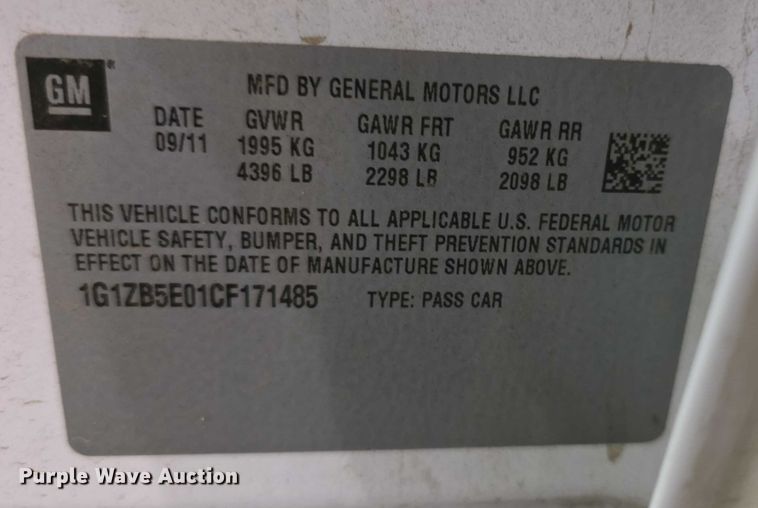 GM®
MFD BY GENERAL MOTORS LLC
DATE GVWR GAWR FRT GAWR RR
09/11 1995 KG 1043 KG 952 KG
4396 LB 2298 LB 2098 LB
THIS VEHICLE CONFORMS TO ALL APPLICABLE U.S. FEDERAL MOTOR
VEHICLE SAFETY, BUMPER, AND THEFT PREVENTION STANDARDS IN
EFFECT ON THE DATE OF MANUFACTURE SHOWN ABOVE.
1G1ZB5E01CF171485 TYPE: PASS CAR
Purple Wave Auction